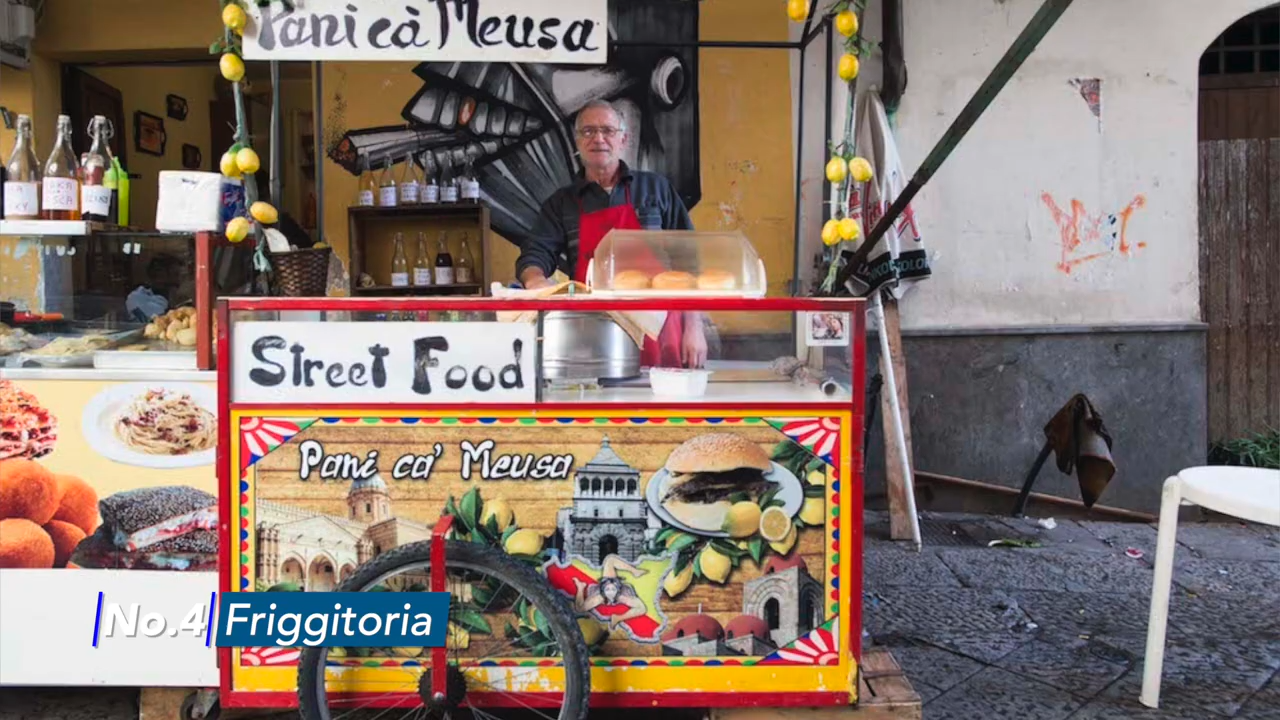 Pani cà Meusa
Street Food
Pani ca' Meusa
No.4
Friggitoria